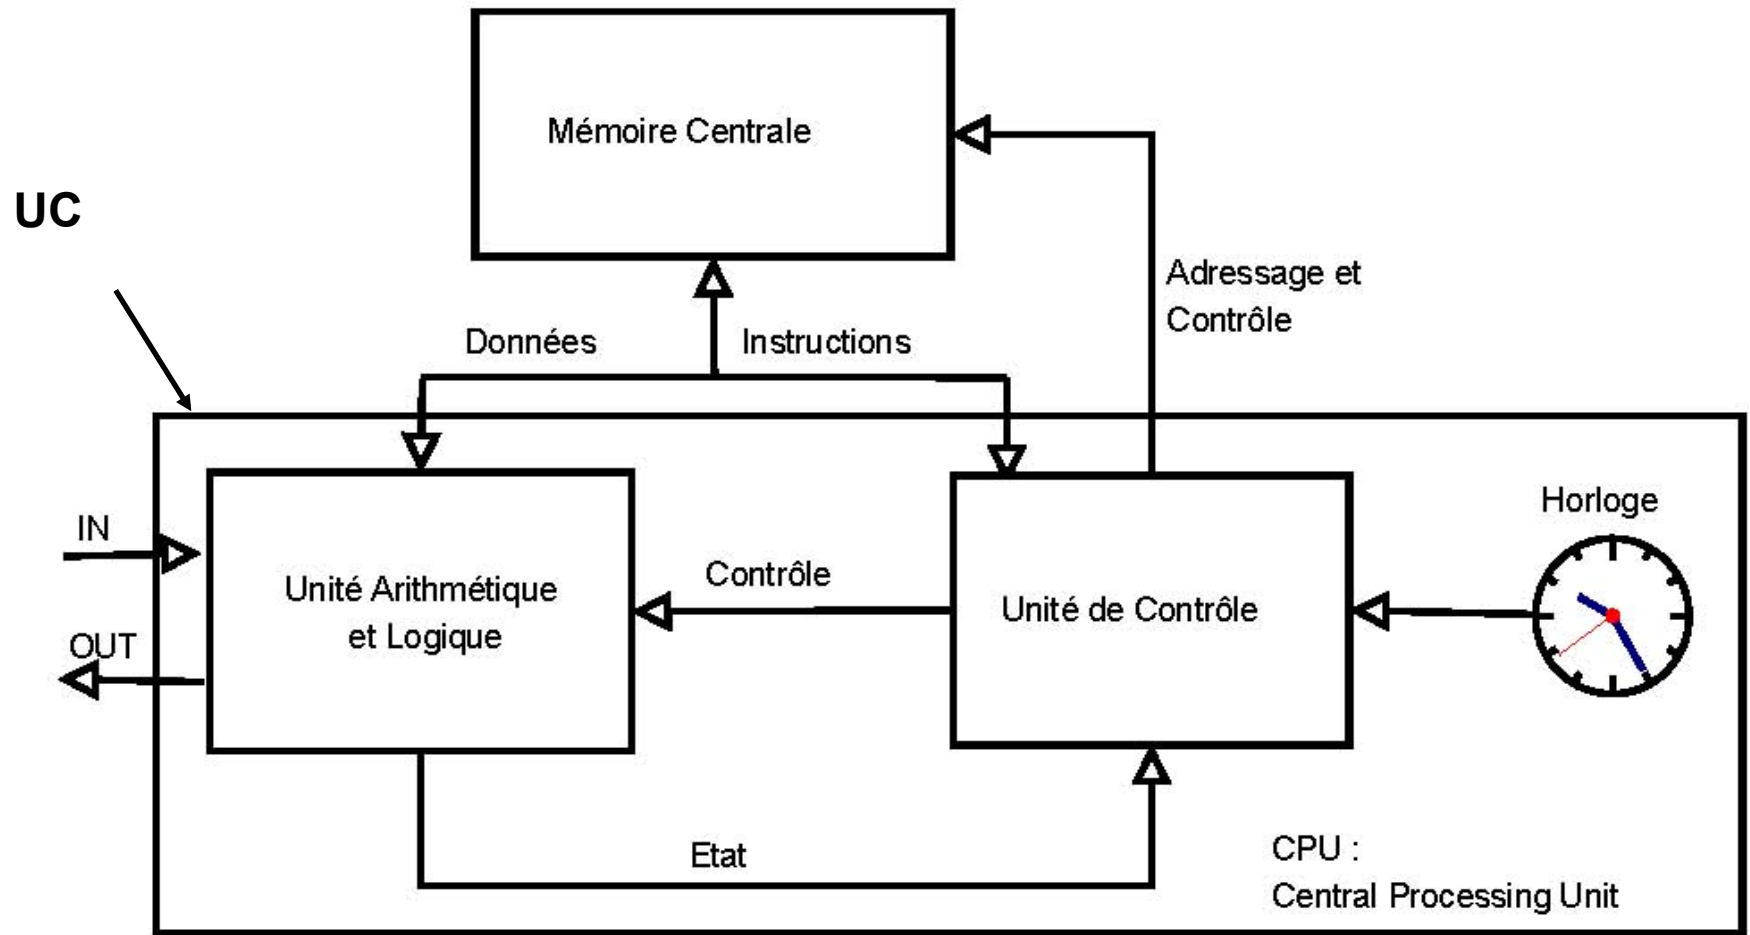 Mémoire Centrale
UC
Adressage et
Contrôle
Données
Instructions
Horloge
IN
Contrôle
Unité Arithmétique
et Logique
Unité de Contrôle
OUT
Etat
CPU :
Central Processing Unit